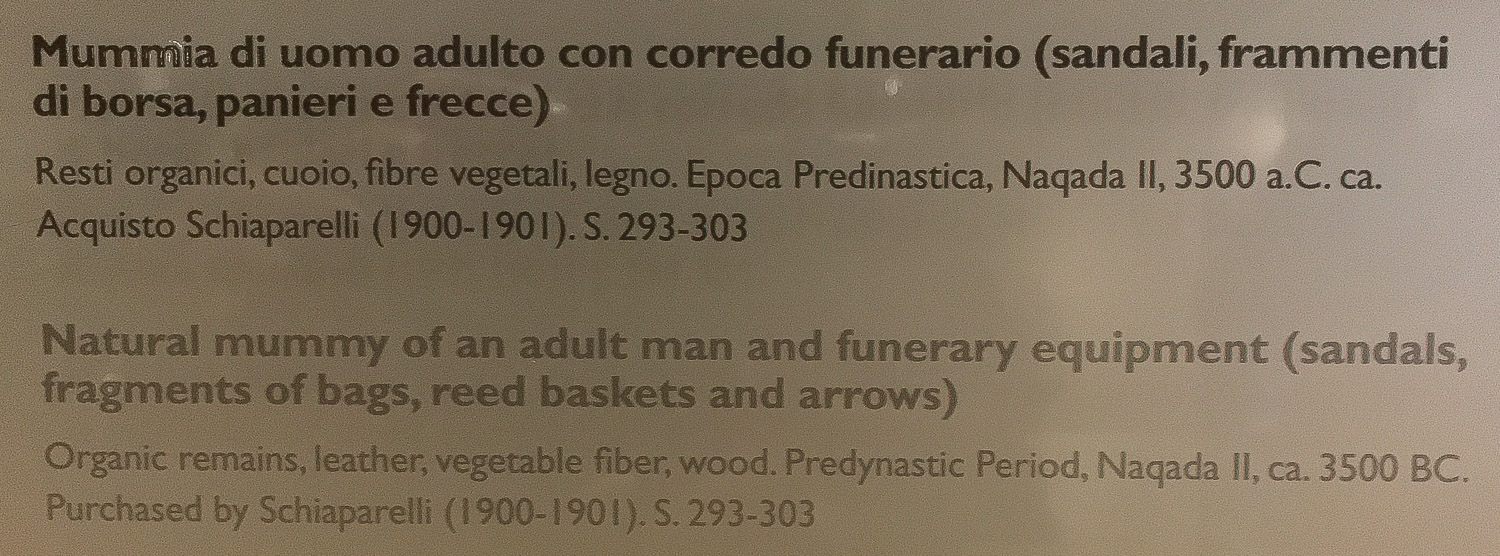 Mummia di uomo adulto con corredo funerario (sandali, frammenti
di borsa, panieri e frecce)
Resti organici, cuoio, fibre vegetali, legno. Epoca Predinastica, Naqada II, 3500 a.C. ca.
Acquisto Schiaparelli (1900-1901). S. 293-303
Natural mummy of an adult man and funerary equipment (sandals,
fragments of bags, reed baskets and arrows)
Organic remains, leather, vegetable fiber, wood. Predynastic Period, Naqada II, ca. 3500 BC.
Purchased by Schiaparelli (1900-1901). S. 293-303